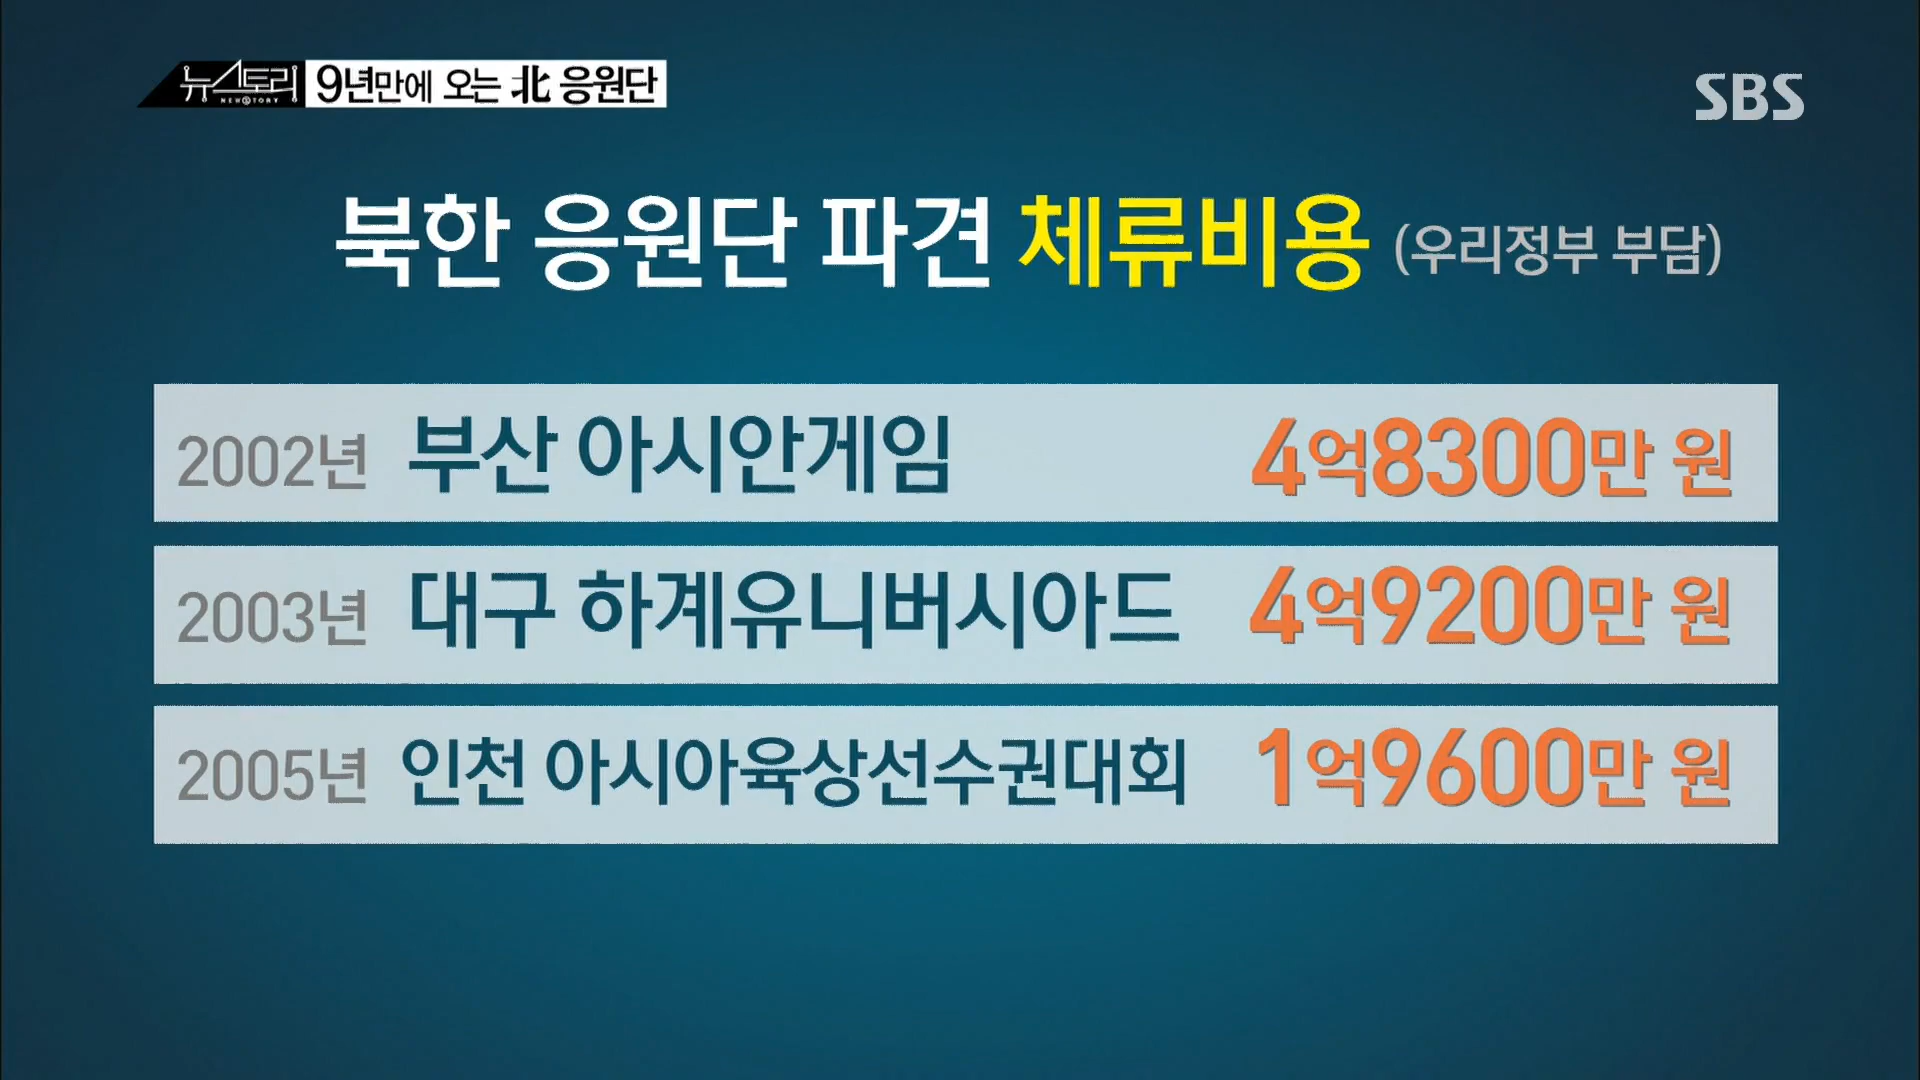 뉴스토리 9년만에 오는 北 응원단
NEWSTORY
SBS
북한 응원단 파견 체류비용 (우리정부 부담)
2002년 부산 아시안게임 4억8300만 원
2003년 대구 하계유니버시아드 4억9200만 원
2005년 인천 아시아육상선수권대회 1억9600만 원